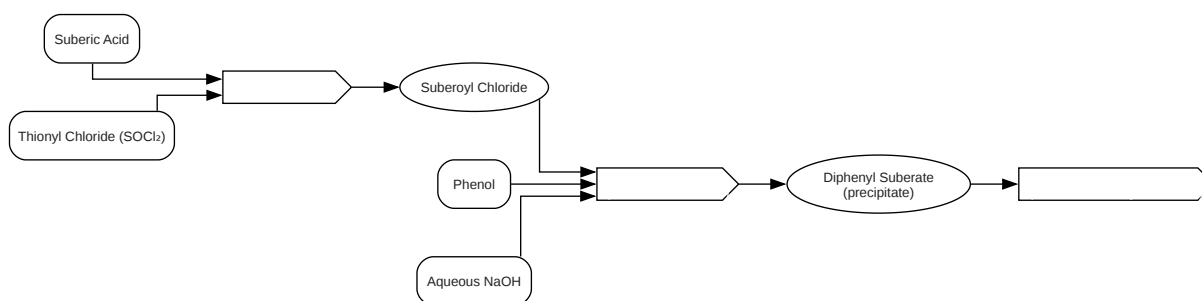 Suberic Acid
Thionyl Chloride (SOCl₂)
Suberoyl Chloride
Phenol
Aqueous NaOH
Diphenyl Suberate
(precipitate)